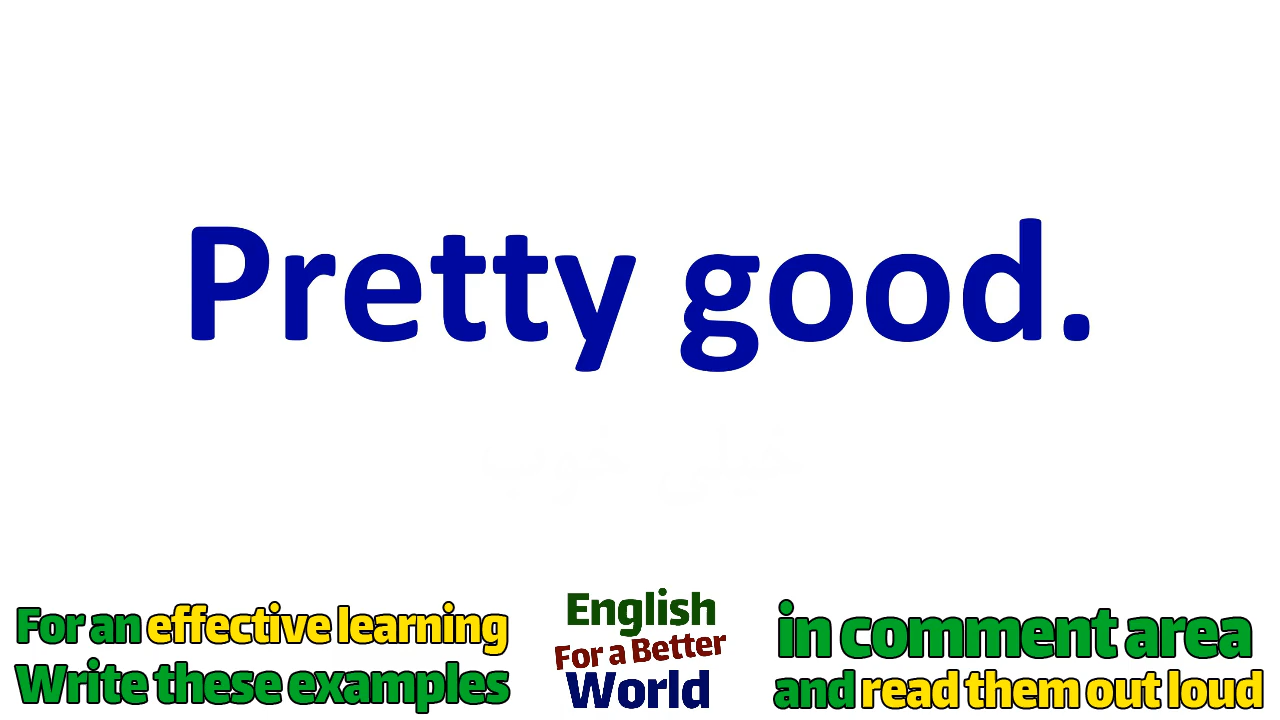 Pretty good.
For an effective learning
Write these examples
English
For a Better
World
in comment area
and read them out loud